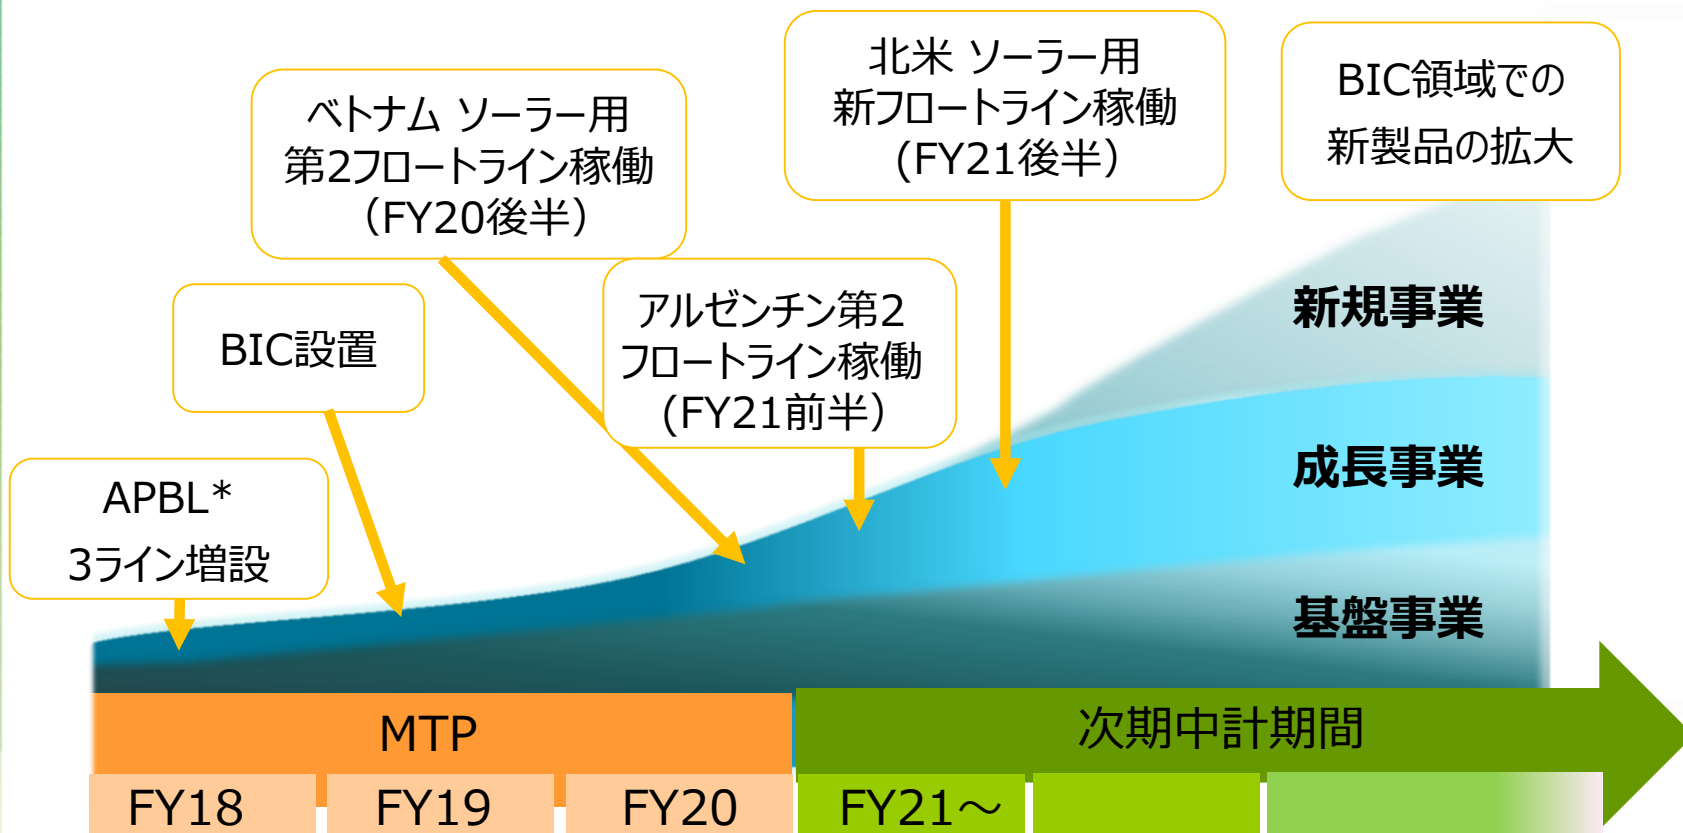 北米 ソーラー用
新フロートライン稼働
(FY21後半）
BIC領域での
新製品の拡大
ベトナム ソーラー用
第2フロートライン稼働
（FY20後半）
アルゼンチン第2
フロートライン稼働
(FY21前半）
BIC設置
APBL*
3ライン増設
新規事業
成長事業
基盤事業
MTP
次期中計期間
FY18
FY19
FY20
FY21～